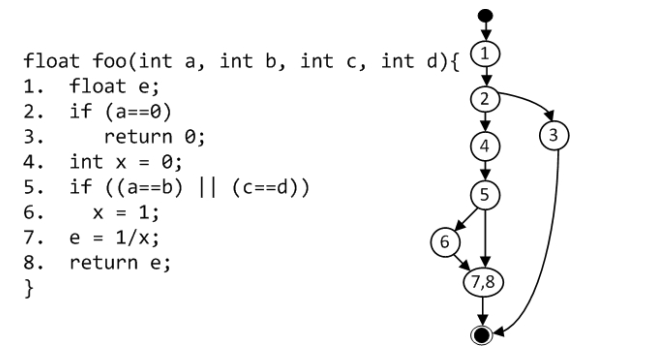 float foo(int a, int b, int c, int d){
1. float e;
2. if (a==0)
3. return 0;
4. int x = 0;
5. if ((a==b) || (c==d))
6. x = 1;
7. e = 1/x;
8. return e;
}
1
2
3
4
5
6
7,8